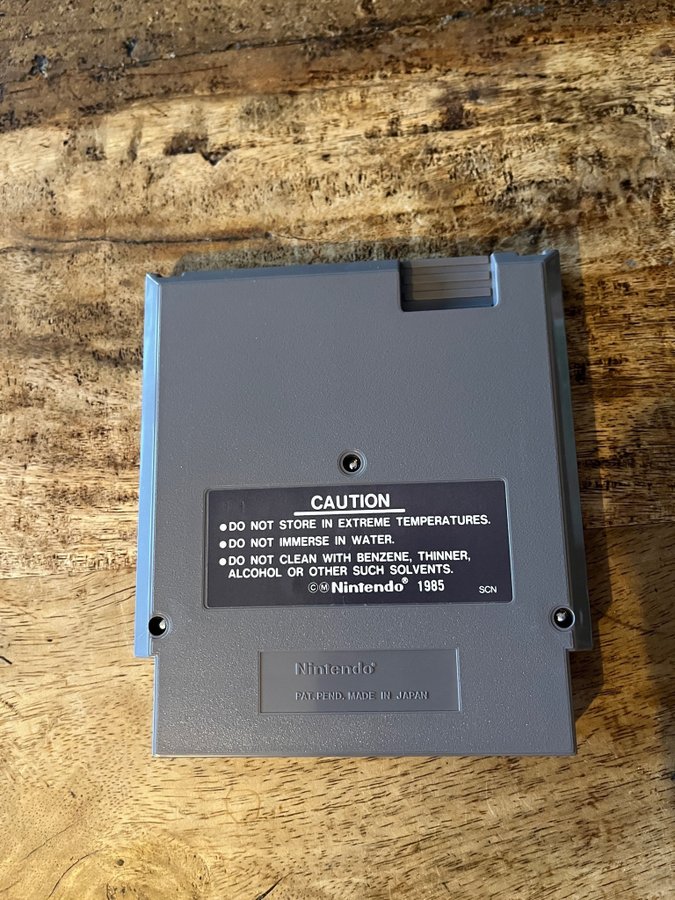 CAUTION
●DO NOT STORE IN EXTREME TEMPERATURES.
●DO NOT IMMERSE IN WATER.
●DO NOT CLEAN WITH BENZENE, THINNER,
ALCOHOL OR OTHER SUCH SOLVENTS.
ⒸⓂNintendo® 1985 SCN
Nintendo®
PAT. PEND. MADE IN JAPAN